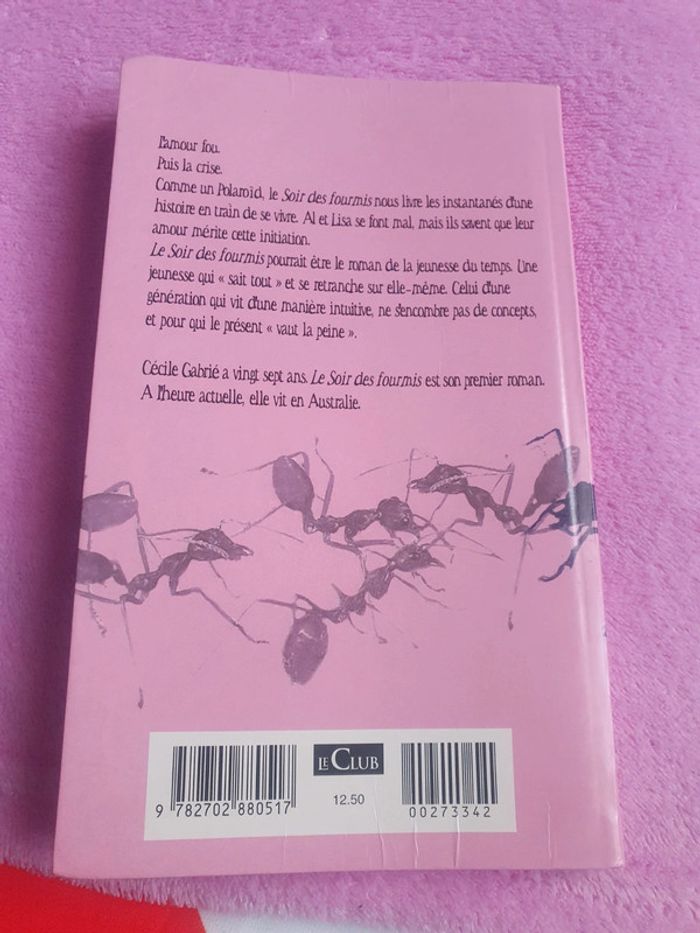 L'amour fou.
Puis la crise.
Comme un Polaroïd, le Soir des fourmis nous livre les instantanés d'une
histoire en train de se vivre. Al et Lisa se font mal, mais ils savent que leur
amour mérite cette initiation.
Le Soir des fourmis pourrait être le roman de la jeunesse du temps. Une
jeunesse qui « sait tout » et se retranche sur elle-même. Celui d'une
génération qui vit d'une manière intuitive, ne s'encombre pas de concepts,
et pour qui le présent « vaut la peine ».
Cécile Gabrié a vingt sept ans. Le Soir des fourmis est son premier roman.
A l'heure actuelle, elle vit en Australie.
LE CLUB
9 782702 880517
12.50
00273342